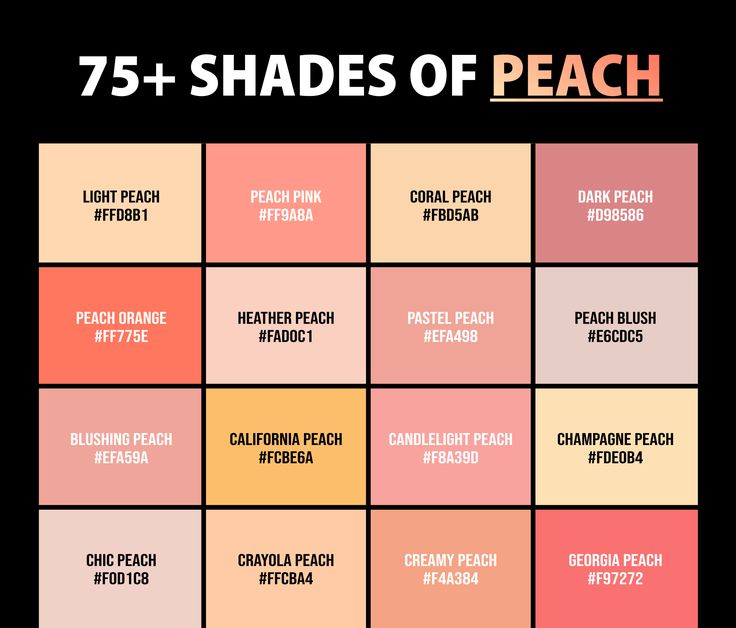 75+ SHADES OF PEACH
LIGHT PEACH
#FFD8B1
PEACH PINK
#FF9A8A
CORAL PEACH
#FBD5AB
DARK PEACH
#D98586
PEACH ORANGE
#FF775E
HEATHER PEACH
#FAD0C1
PASTEL PEACH
#EFA498
PEACH BLUSH
#E6CDC5
BLUSHING PEACH
#EFA59A
CALIFORNIA PEACH
#FCBE6A
CANDLELIGHT PEACH
#F8A39D
CHAMPAGNE PEACH
#FDE0B4
CHIC PEACH
#F0D1C8
CRAYOLA PEACH
#FFCBA4
CREAMY PEACH
#F4A384
GEORGIA PEACH
#F97272